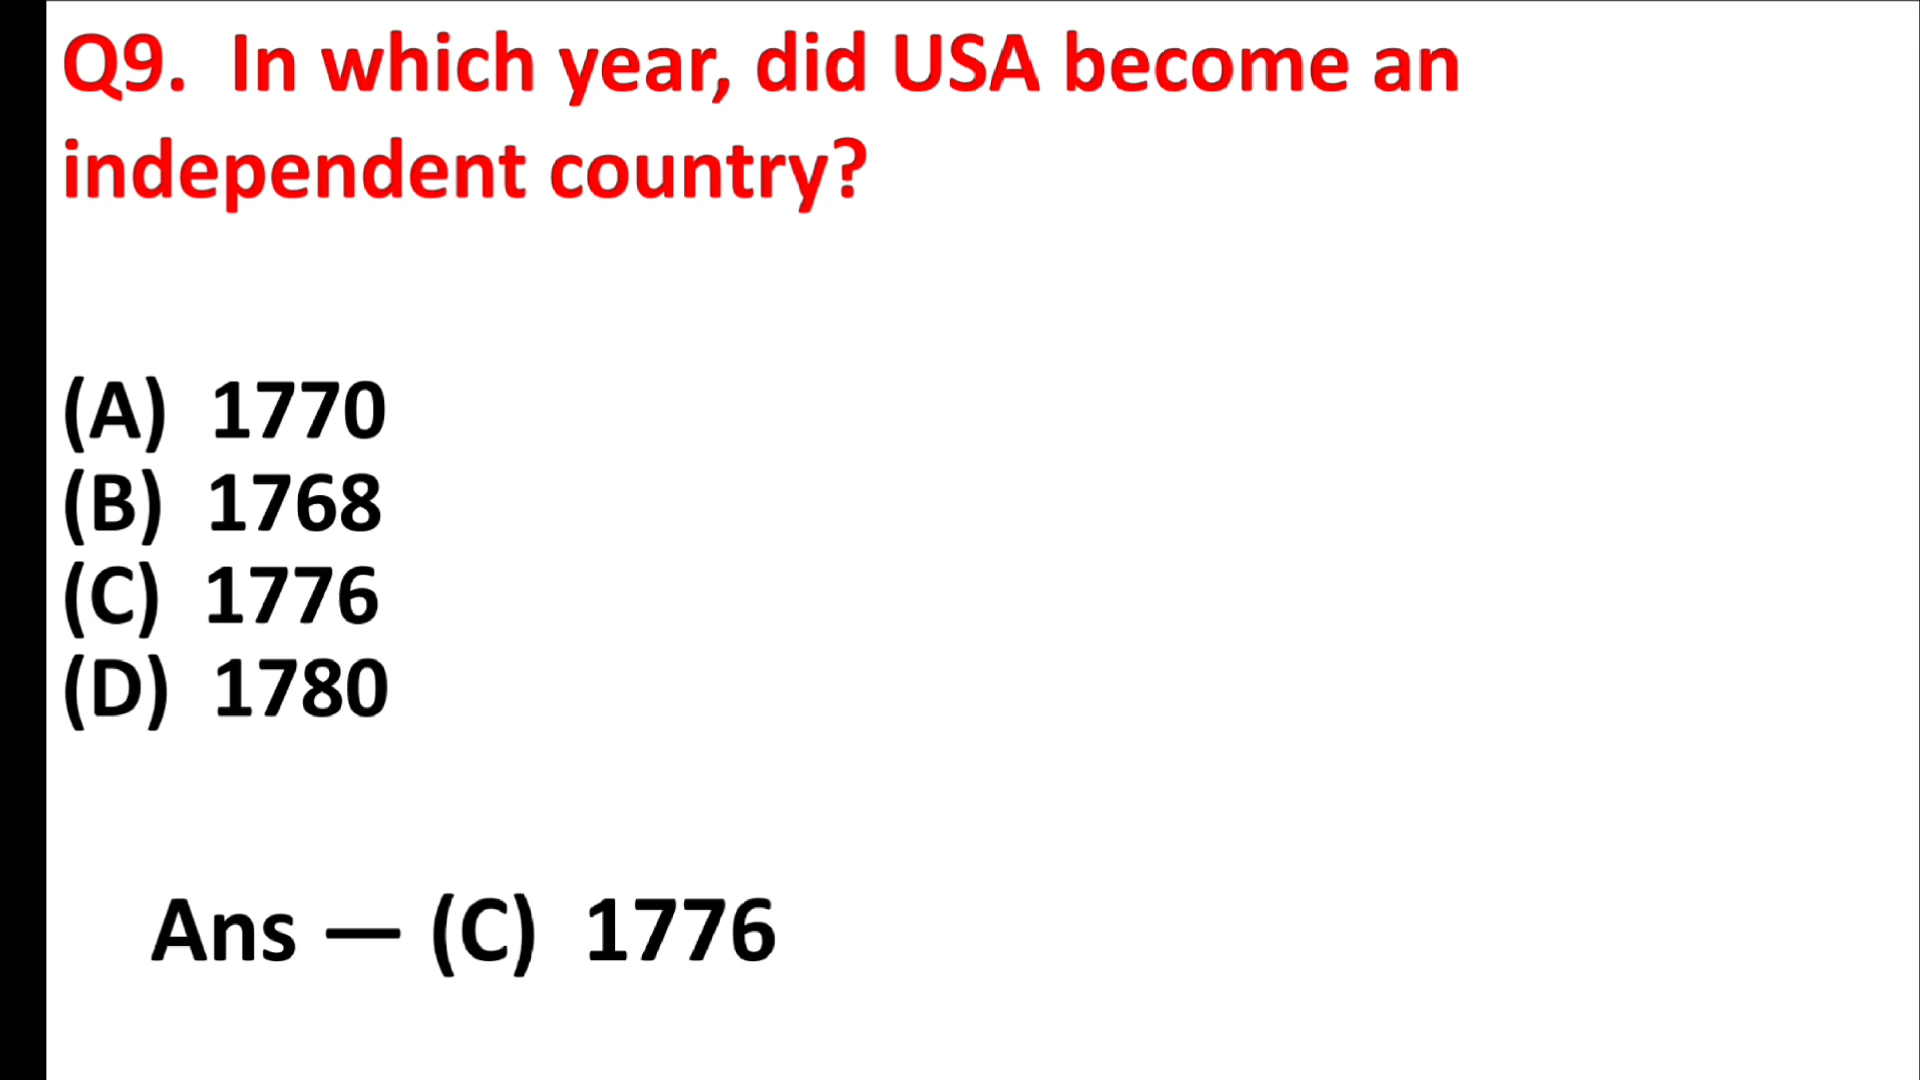 Q9. In which year, did USA become an
independent country?
(A) 1770
(B) 1768
(C) 1776
(D) 1780
Ans — (C) 1776